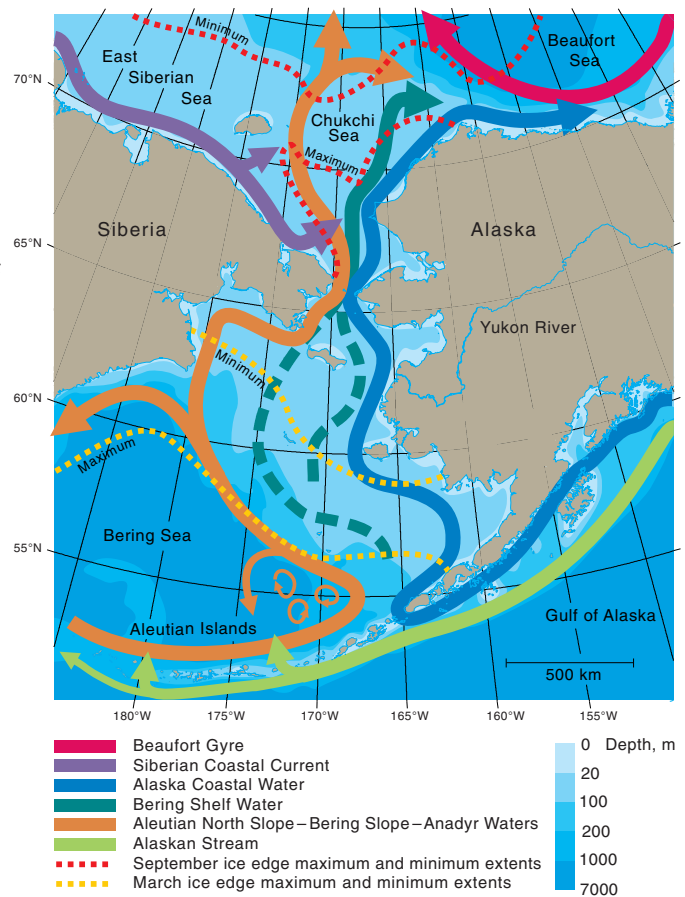 Minimum
East
Siberian
Sea
Beaufort
Sea
70°N
Chukchi
Sea
Maximum
Siberia
Alaska
65°N
Yukon River
Minimum
60°N
Maximum
Bering Sea
55°N
Aleutian Islands
Gulf of Alaska
500 km
180°W
175°W
170°W
165°W
160°W
155°W
Beaufort Gyre
Siberian Coastal Current
Alaska Coastal Water
Bering Shelf Water
Aleutian North Slope–Bering Slope–Anadyr Waters
Alaskan Stream
September ice edge maximum and minimum extents
March ice edge maximum and minimum extents
0 Depth, m
20
100
200
1000
7000